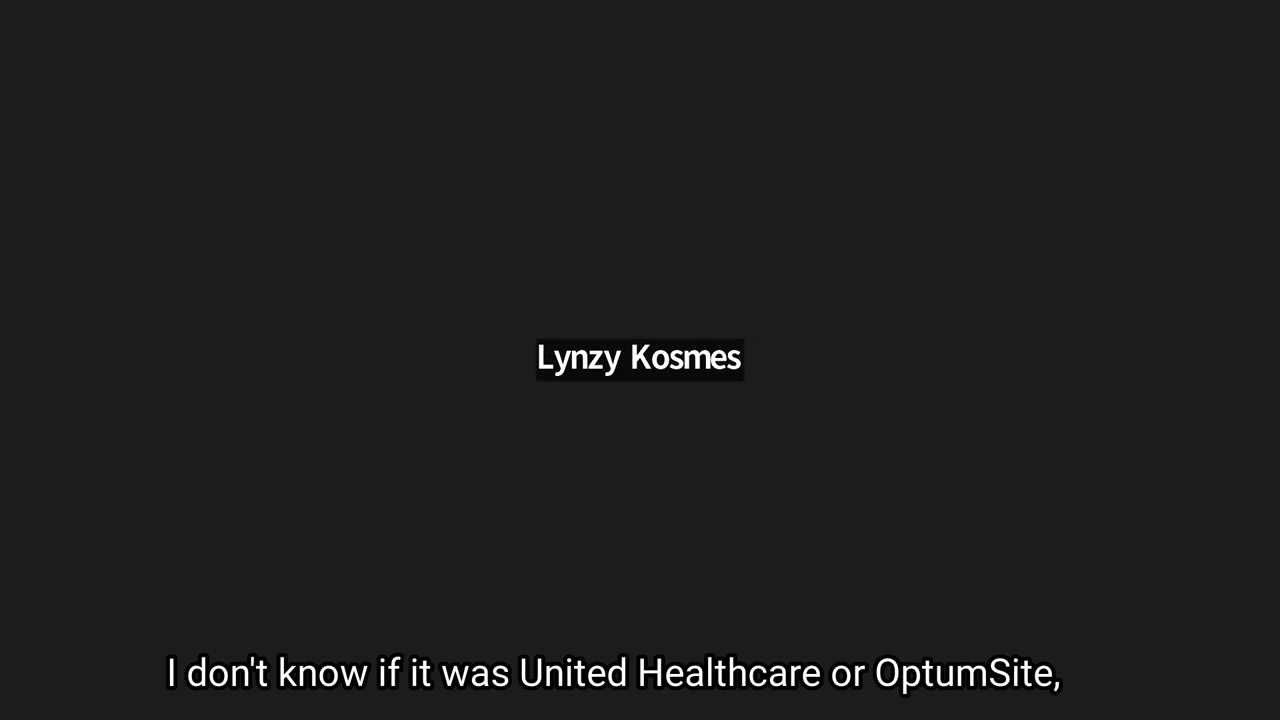 Lynzy Kosmes
I don't know if it was United Healthcare or OptumSite,